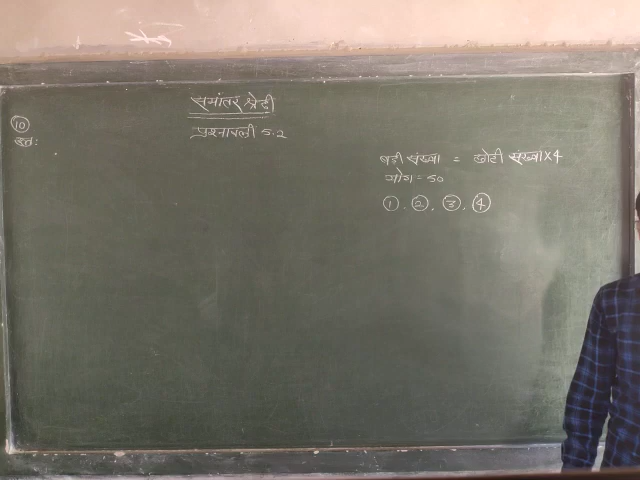 समांतर श्रेढ़ी
प्रश्नावली 5.2
10
हल:
बड़ी संख्या = छोटी संख्या × 4
योग = 50
1, 2, 3, 4